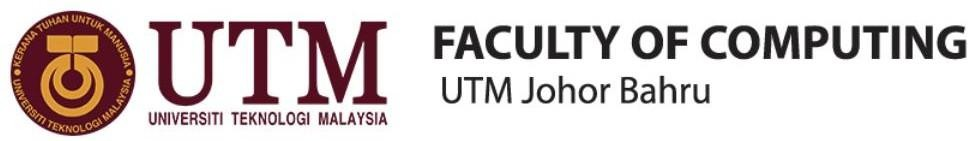 KERANA TUHAN UNTUK MANUSIA
UNIVERSITI TEKNOLOGI MALAYSIA
UTM
UNIVERSITI TEKNOLOGI MALAYSIA
FACULTY OF COMPUTING
UTM Johor Bahru